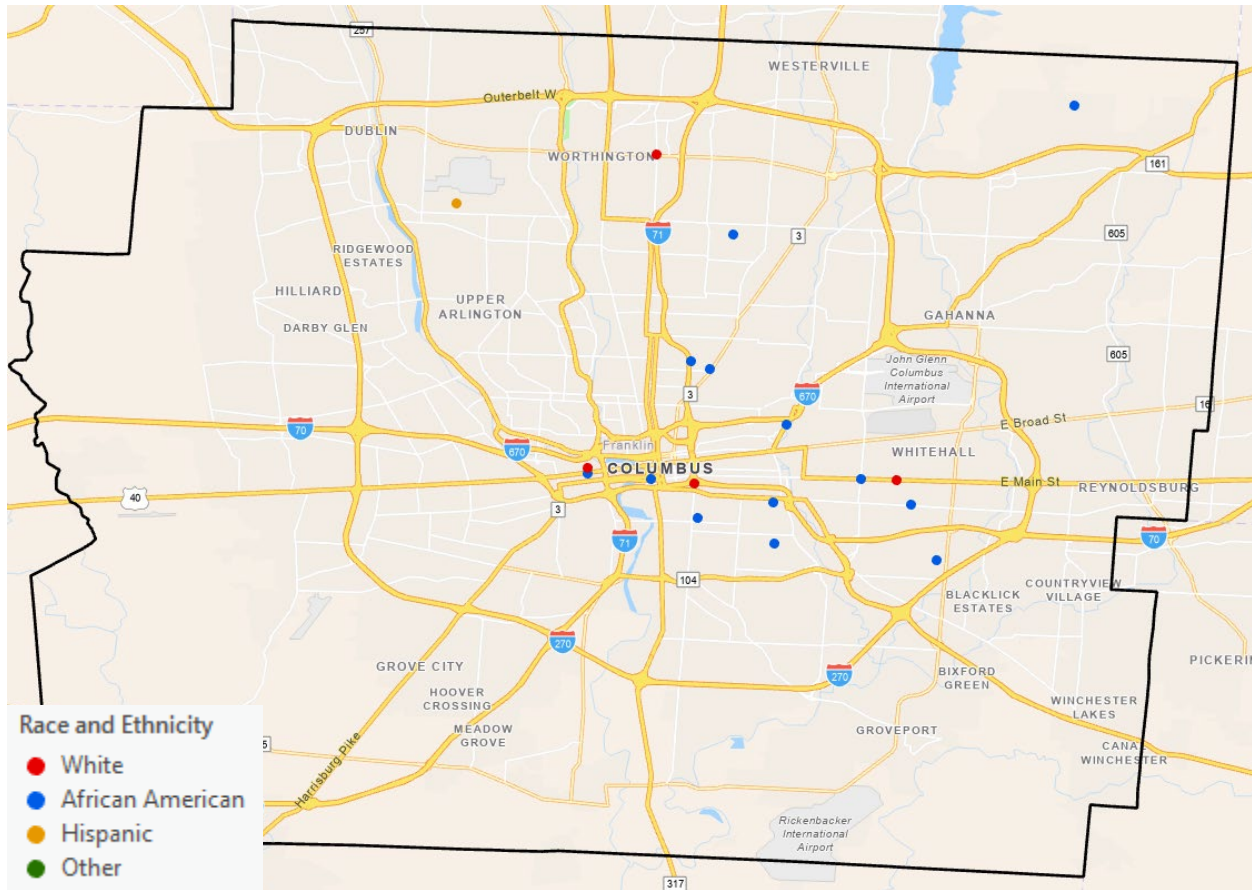 257
WESTERVILLE
Outerbelt W
DUBLIN
WORTHINGTON
161
71
3
605
RIDGEWOOD
ESTATES
HILLIARD
UPPER
ARLINGTON
DARBY GLEN
GAHANNA
605
John Glenn
Columbus
International
Airport
3
670
16
70
E Broad St
670
Franklin
WHITEHALL
COLUMBUS
E Main St
REYNOLDSBURG
40
3
71
70
104
COUNTRYVIEW
VILLAGE
BLACKLICK
ESTATES
270
GROVE CITY
270
BIXFORD
GREEN
PICKERIN
HOOVER
CROSSING
WINCHESTER
LAKES
MEADOW
GROVE
GROVEPORT
CANAL
WINCHESTER
Harrisburg Pike
Rickenbacker
International
Airport
317
Race and Ethnicity
White
African American
Hispanic
Other